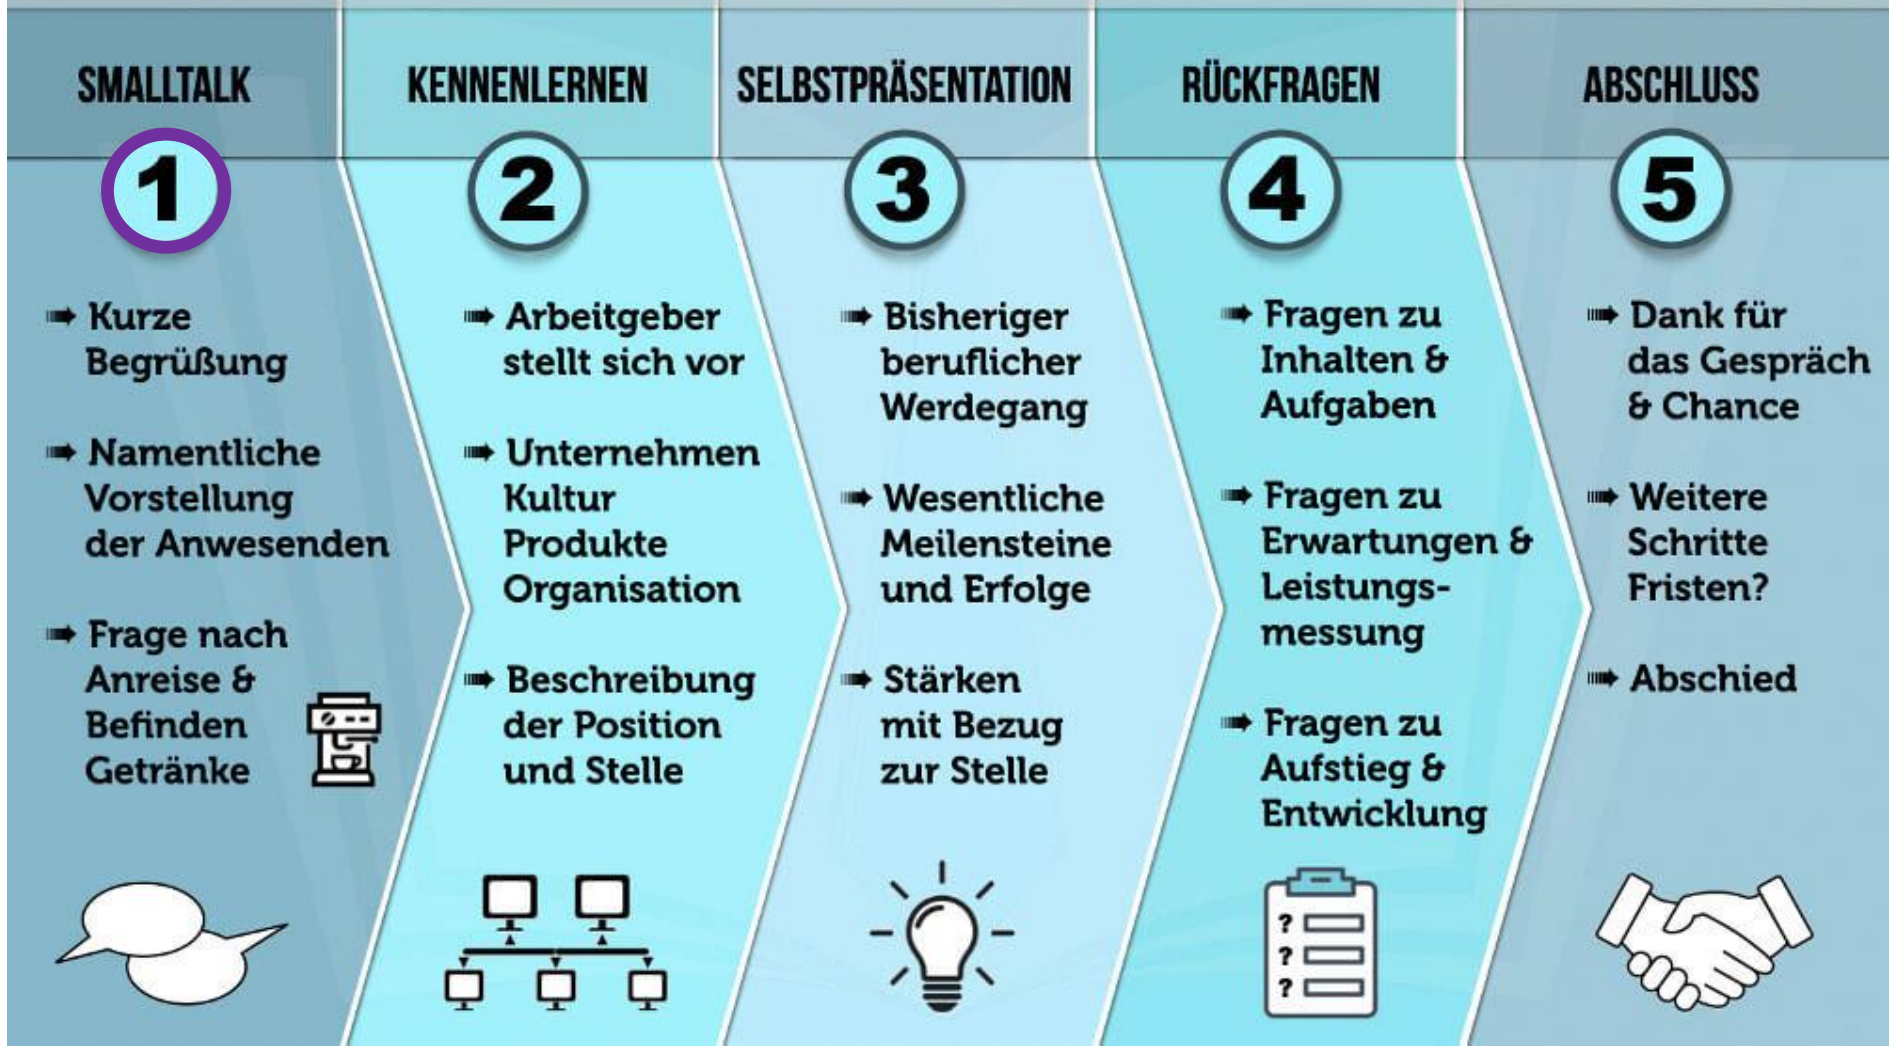 SMALLTALK
1
➟ Kurze
Begrüßung
➟ Namentliche
Vorstellung
der Anwesenden
➟ Frage nach
Anreise &
Befinden
Getränke
KENNENLERNEN
2
➟ Arbeitgeber
stellt sich vor
➟ Unternehmen
Kultur
Produkte
Organisation
➟ Beschreibung
der Position
und Stelle
SELBSTPRÄSENTATION
3
➟ Bisheriger
beruflicher
Werdegang
➟ Wesentliche
Meilensteine
und Erfolge
➟ Stärken
mit Bezug
zur Stelle
RÜCKFRAGEN
4
➟ Fragen zu
Inhalten &
Aufgaben
➟ Fragen zu
Erwartungen &
Leistungs-
messung
➟ Fragen zu
Aufstieg &
Entwicklung
?
?
?
ABSCHLUSS
5
➟ Dank für
das Gespräch
& Chance
➟ Weitere
Schritte
Fristen?
➟ Abschied